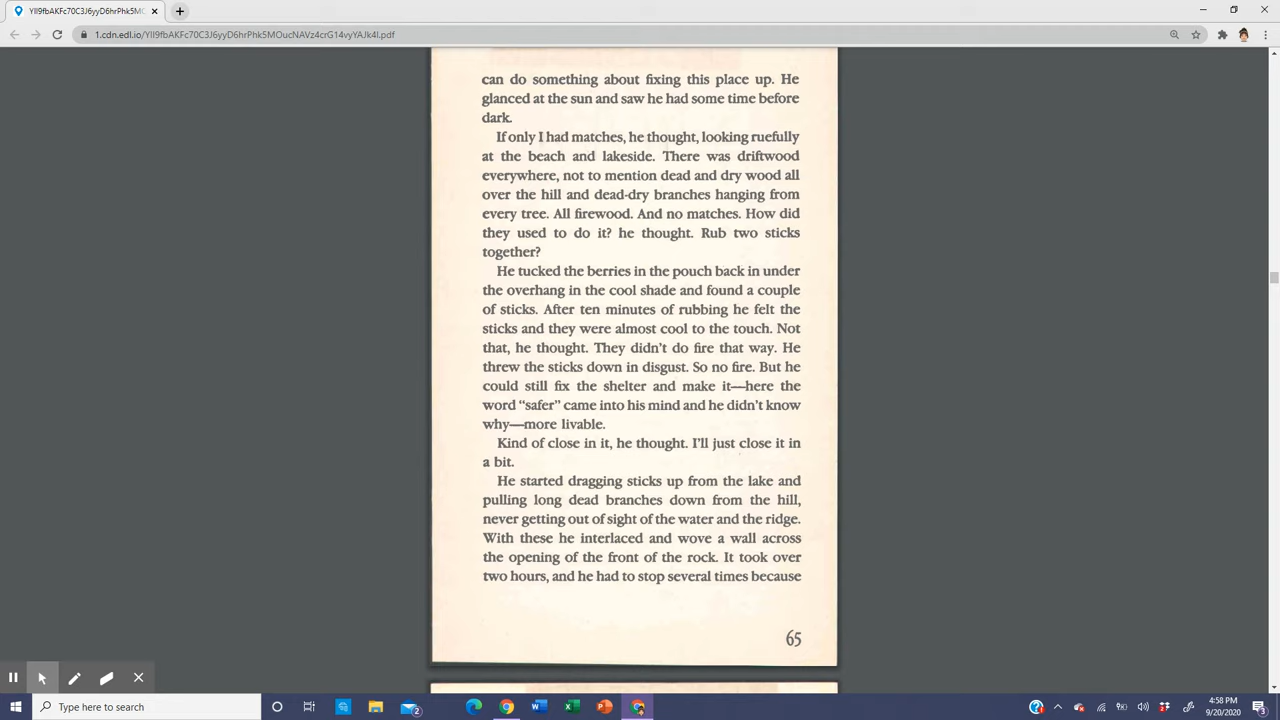 YlI9fbAKFc70C3J6yyD6hrPhk5MC
1.cdn.edl.io/YlI9fbAKFc70C3J6yyD6hrPhk5MOucNAVz4crG14vyYAJk4l.pdf
can do something about fixing this place up. He
glanced at the sun and saw he had some time before
dark.
If only I had matches, he thought, looking ruefully
at the beach and lakeside. There was driftwood
everywhere, not to mention dead and dry wood all
over the hill and dead-dry branches hanging from
every tree. All firewood. And no matches. How did
they used to do it? he thought. Rub two sticks
together?
He tucked the berries in the pouch back in under
the overhang in the cool shade and found a couple
of sticks. After ten minutes of rubbing he felt the
sticks and they were almost cool to the touch. Not
that, he thought. They didn't do fire that way. He
threw the sticks down in disgust. So no fire. But he
could still fix the shelter and make it—here the
word "safer" came into his mind and he didn't know
why—more livable.
Kind of close in it, he thought. I'll just close it in
a bit.
He started dragging sticks up from the lake and
pulling long dead branches down from the hill,
never getting out of sight of the water and the ridge.
With these he interlaced and wove a wall across
the opening of the front of the rock. It took over
two hours, and he had to stop several times because
65
Type here to search
2
4:58 PM
9/20/2020
3